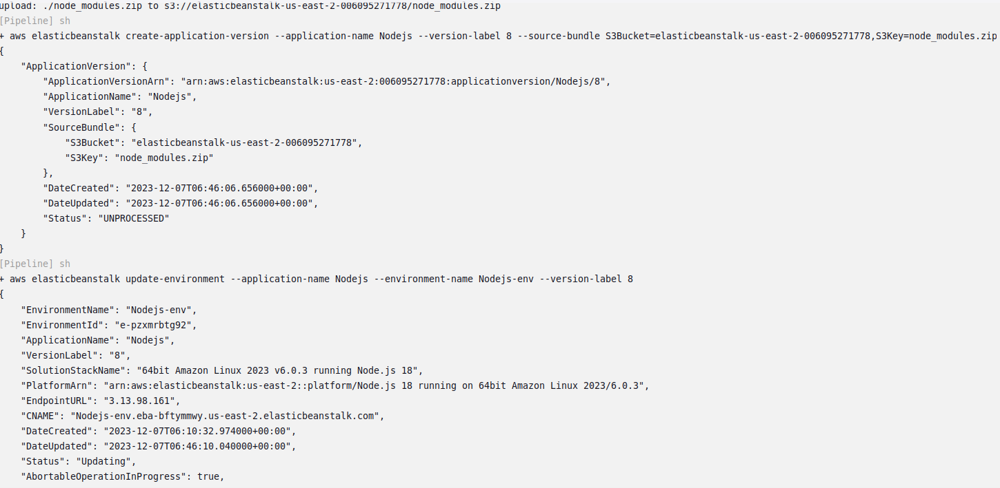 upload: ./node_modules.zip to s3://elasticbeanstalk-us-east-2-006095271778/node_modules.zip
[Pipeline] sh
+ aws elasticbeanstalk create-application-version --application-name Nodejs --version-label 8 --source-bundle S3Bucket=elasticbeanstalk-us-east-2-006095271778,S3Key=node_modules.zip
{
    "ApplicationVersion": {
        "ApplicationVersionArn": "arn:aws:elasticbeanstalk:us-east-2:006095271778:applicationversion/Nodejs/8",
        "ApplicationName": "Nodejs",
        "VersionLabel": "8",
        "SourceBundle": {
            "S3Bucket": "elasticbeanstalk-us-east-2-006095271778",
            "S3Key": "node_modules.zip"
        },
        "DateCreated": "2023-12-07T06:46:06.656000+00:00",
        "DateUpdated": "2023-12-07T06:46:06.656000+00:00",
        "Status": "UNPROCESSED"
    }
}
[Pipeline] sh
+ aws elasticbeanstalk update-environment --application-name Nodejs --environment-name Nodejs-env --version-label 8
{
    "EnvironmentName": "Nodejs-env",
    "EnvironmentId": "e-pzxmrbtg92",
    "ApplicationName": "Nodejs",
    "VersionLabel": "8",
    "SolutionStackName": "64bit Amazon Linux 2023 v6.0.3 running Node.js 18",
    "PlatformArn": "arn:aws:elasticbeanstalk:us-east-2::platform/Node.js 18 running on 64bit Amazon Linux 2023/6.0.3",
    "EndpointURL": "3.13.98.161",
    "CNAME": "Nodejs-env.eba-bftymmwy.us-east-2.elasticbeanstalk.com",
    "DateCreated": "2023-12-07T06:10:32.974000+00:00",
    "DateUpdated": "2023-12-07T06:46:10.040000+00:00",
    "Status": "Updating",
    "AbortableOperationInProgress": true,